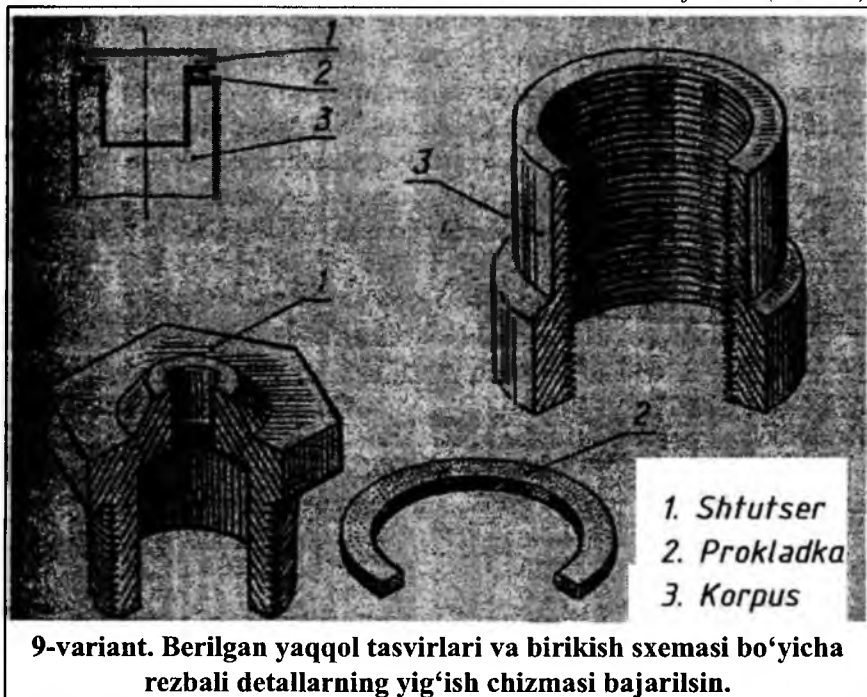 1
2
3
3
1
2
1. Shtutser
2. Prokladka
3. Korpus
9-variant. Berilgan yaqqol tasvirlari va birikish sxemasi bo‘yicha
rezbali detallarning yig‘ish chizmasi bajarilsin.